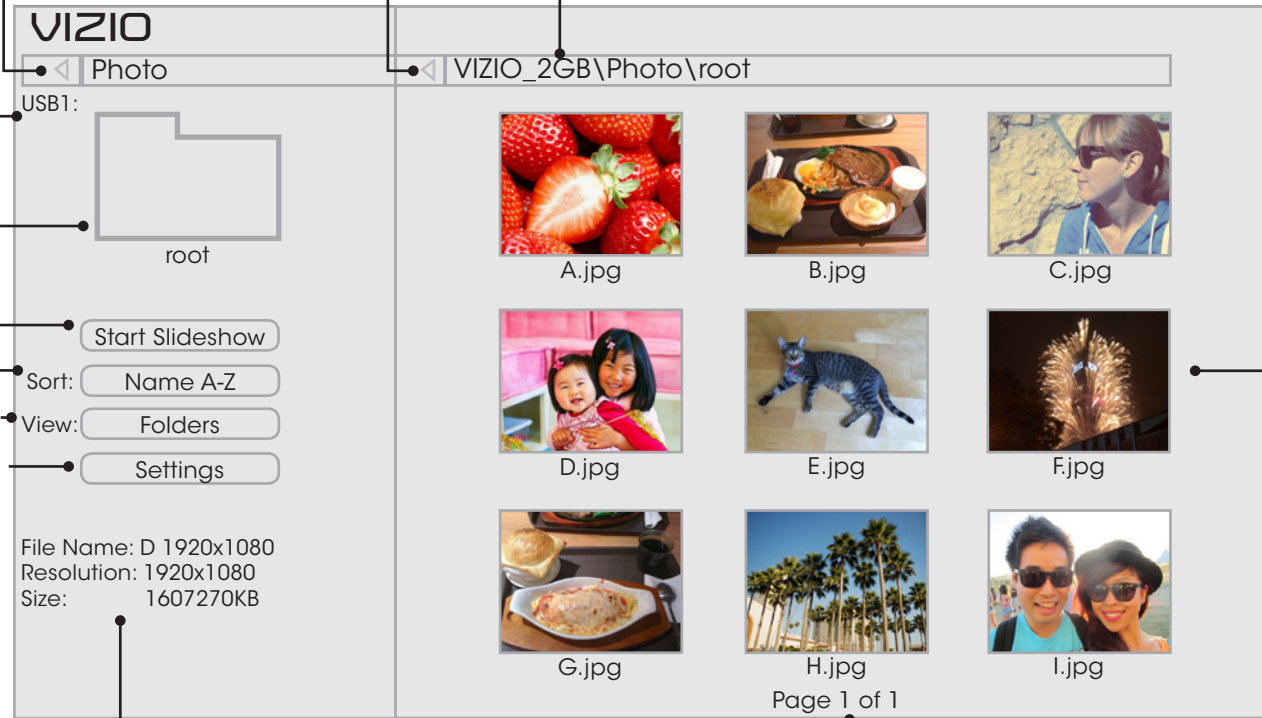 VIZIO
Photo
VIZIO_2GB\Photo\root
USB1:
root
Start Slideshow
Sort: Name A-Z
View: Folders
Settings
File Name: D 1920x1080
Resolution: 1920x1080
Size: 1607270KB
A.jpg
B.jpg
C.jpg
D.jpg
E.jpg
F.jpg
G.jpg
H.jpg
I.jpg
Page 1 of 1